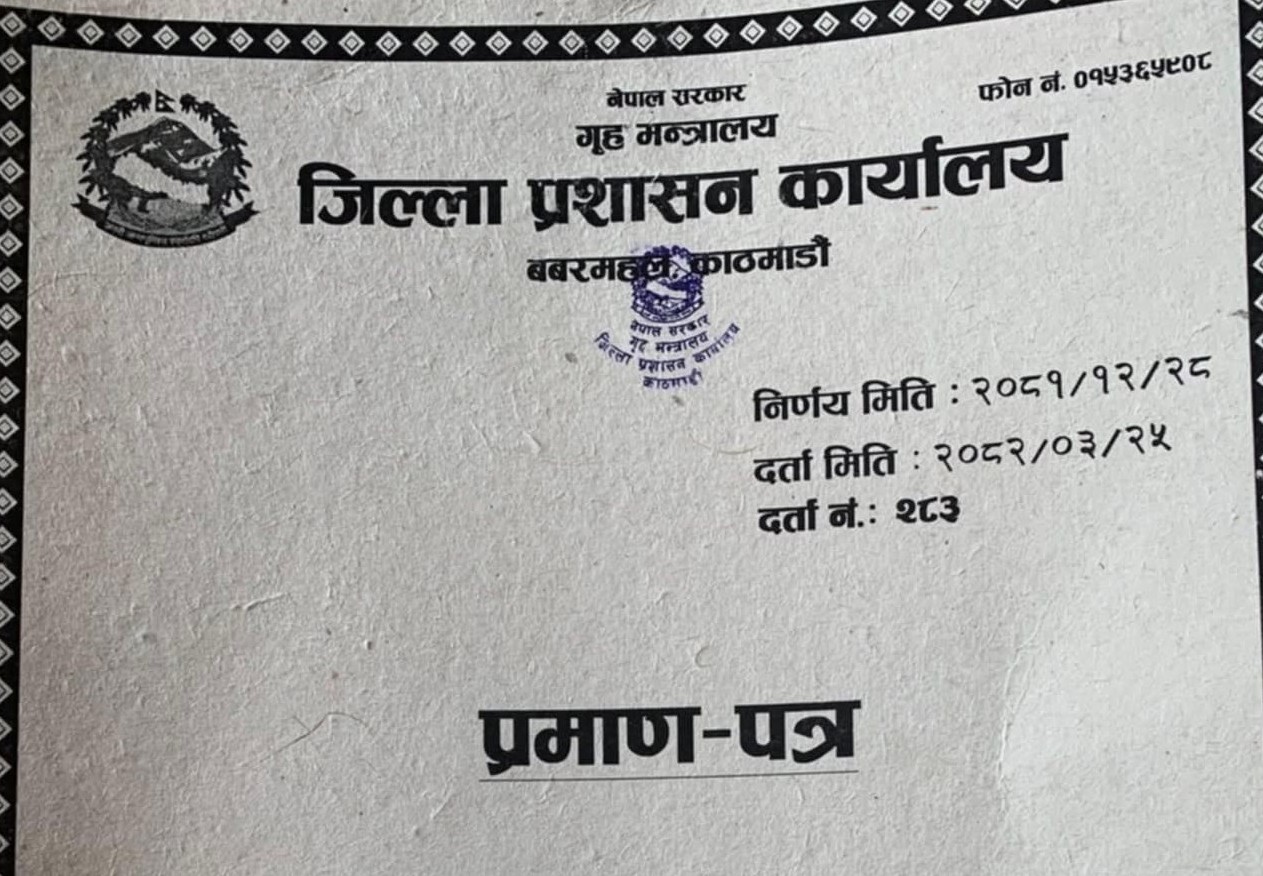 फोन नं. ०१५३६५९०८
नेपाल सरकार
गृह मन्त्रालय
जिल्ला प्रशासन कार्यालय
बबरमहल, काठमाडौं
नेपाल सरकार
गृह मन्त्रालय
जिल्ला प्रशासन कार्यालय
काठमाडौं
निर्णय मिति : २०८१/१२/२८
दर्ता मिति : २०८२/०३/२५
दर्ता नं.: २८३
प्रमाण-पत्र